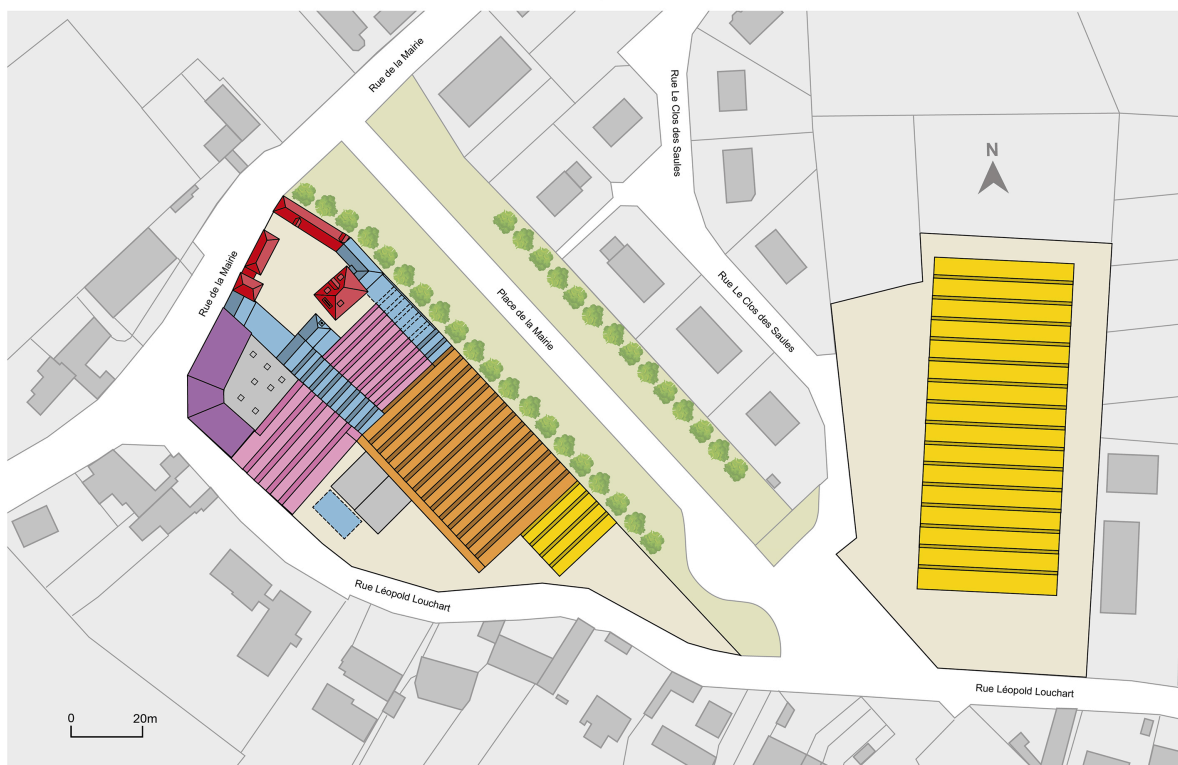 Rue de la Mairie
Rue Le Clos des Saules
N
Rue de la Mairie
Place de la Mairie
Rue Le Clos des Saules
Rue Léopold Louchart
Rue Léopold Louchart
0 20m